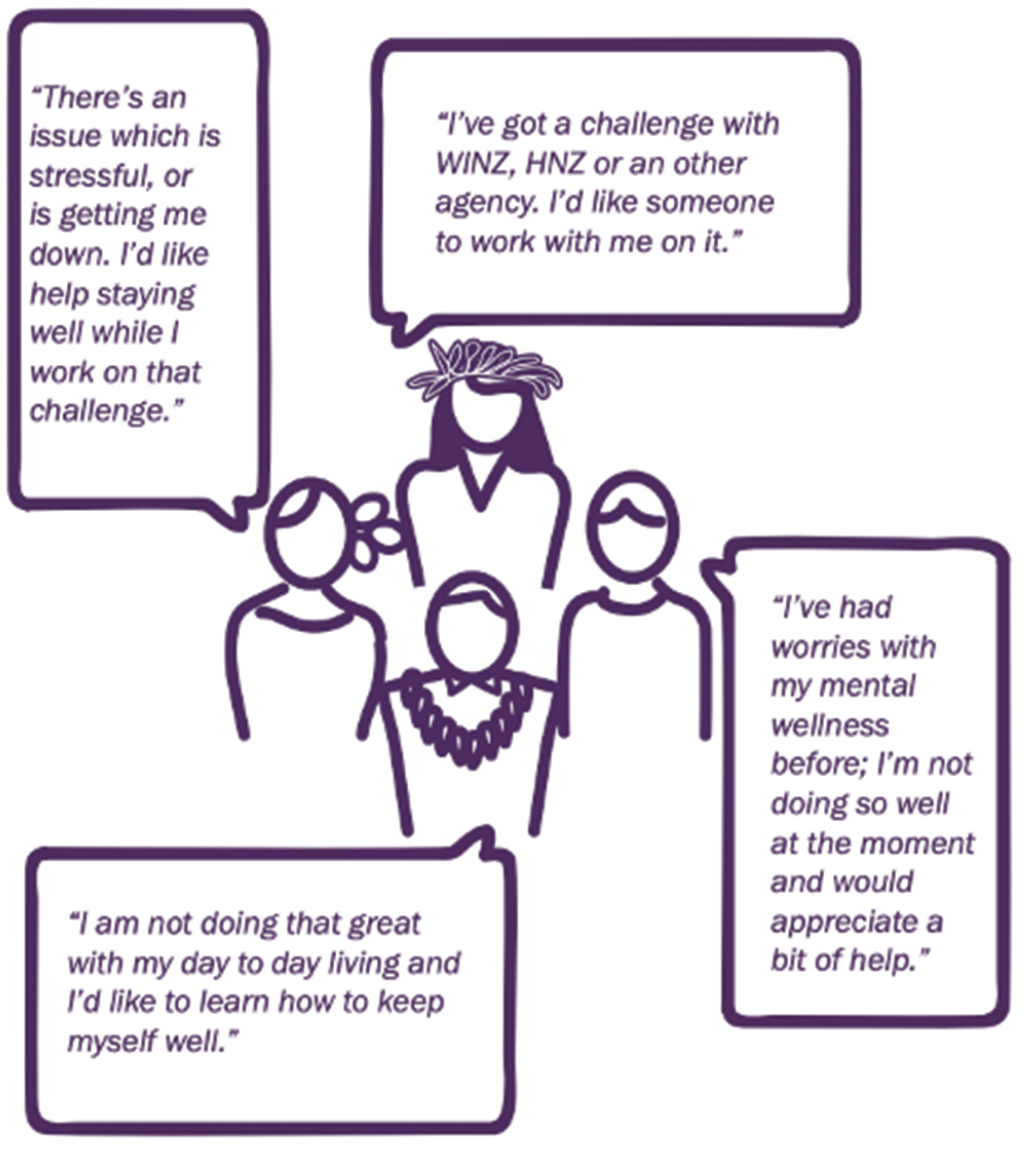 “There’s an
issue which is
stressful, or
is getting me
down. I’d like
help staying
well while I
work on that
challenge.”
“I’ve got a challenge with
WINZ, HNZ or an other
agency. I’d like someone
to work with me on it.”
“I’ve had
worries with
my mental
wellness
before; I’m not
doing so well
at the moment
and would
appreciate a
bit of help.”
“I am not doing that great
with my day to day living and
I’d like to learn how to keep
myself well.”